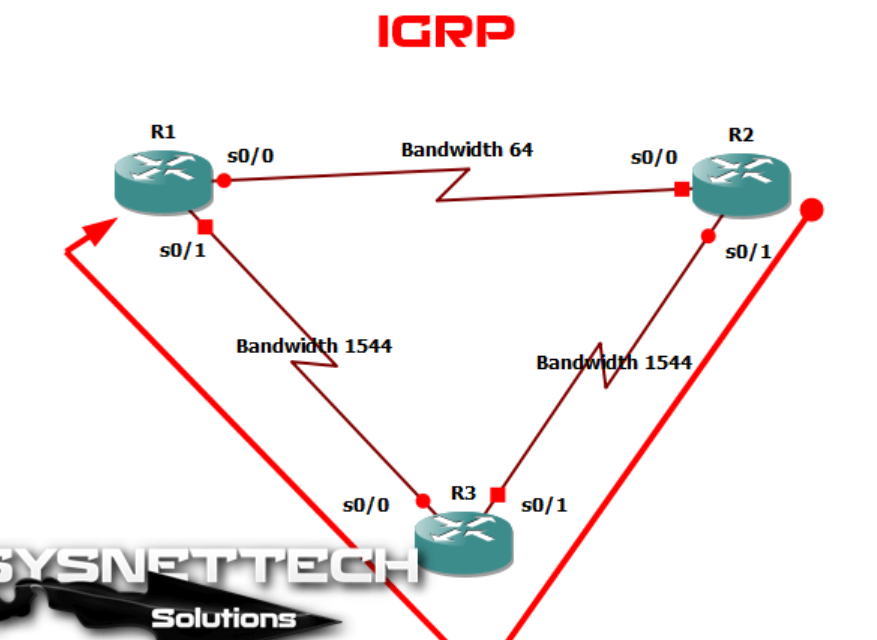 IGRP
R1
R2
s0/0
Bandwidth 64
s0/0
s0/1
s0/1
Bandwidth 1544
Bandwidth 1544
R3
s0/0
s0/1
SYSNETTECH
Solutions